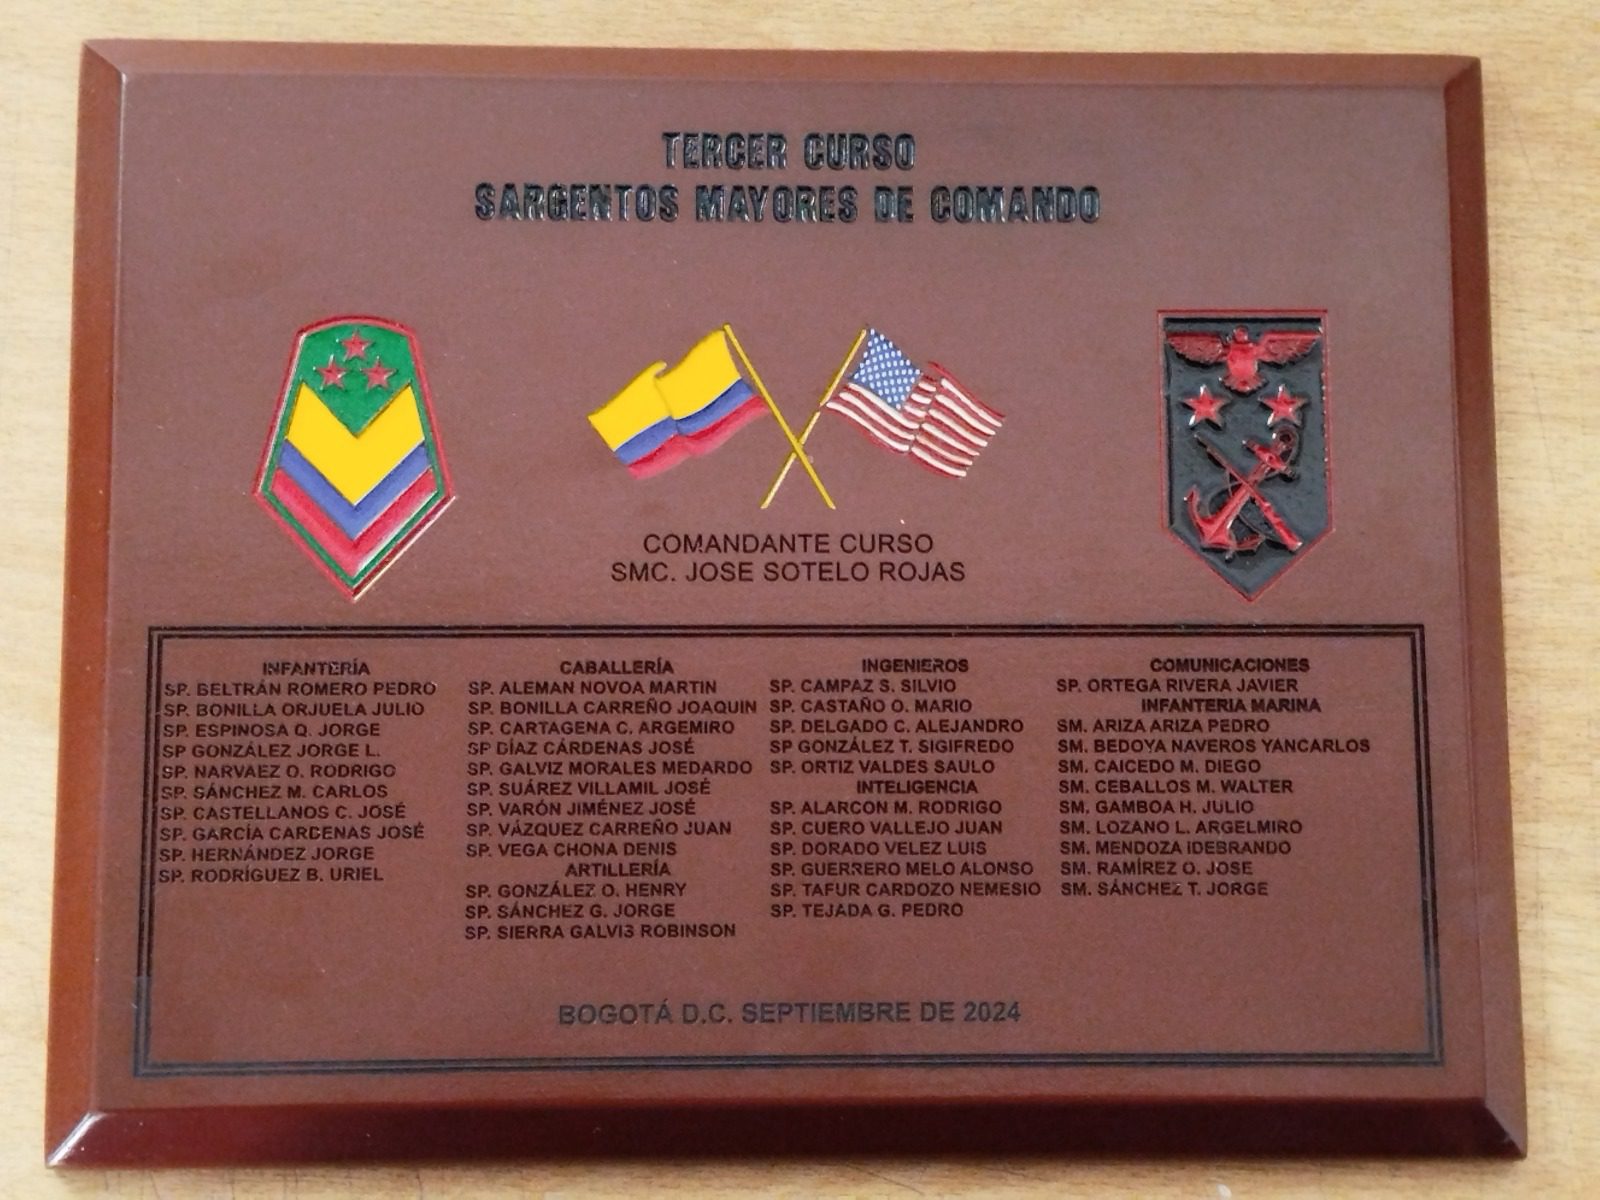 TERCER CURSO
SARGENTOS MAYORES DE COMANDO
COMANDANTE CURSO
SMC. JOSE SOTELO ROJAS
INFANTERÍA
SP. BELTRÁN ROMERO PEDRO
SP. BONILLA ORJUELA JULIO
SP. ESPINOSA Q. JORGE
SP GONZÁLEZ JORGE L.
SP. NARVAEZ O. RODRIGO
SP. SÁNCHEZ M. CARLOS
SP. CASTELLANOS C. JOSÉ
SP. GARCÍA CARDENAS JOSÉ
SP. HERNÁNDEZ JORGE
SP. RODRÍGUEZ B. URIEL
CABALLERÍA
SP. ALEMAN NOVOA MARTIN
SP. BONILLA CARREÑO JOAQUIN
SP. CARTAGENA C. ARGEMIRO
SP DÍAZ CÁRDENAS JOSÉ
SP. GALVIZ MORALES MEDARDO
SP. SUÁREZ VILLAMIL JOSÉ
SP. VARÓN JIMÉNEZ JOSÉ
SP. VÁZQUEZ CARREÑO JUAN
SP. VEGA CHONA DENIS
ARTILLERÍA
SP. GONZÁLEZ O. HENRY
SP. SÁNCHEZ G. JORGE
SP. SIERRA GALVIS ROBINSON
INGENIEROS
SP. CAMPAZ S. SILVIO
SP. CASTAÑO O. MARIO
SP. DELGADO C. ALEJANDRO
SP GONZÁLEZ T. SIGIFREDO
SP. ORTIZ VALDES SAULO
INTELIGENCIA
SP. ALARCON M. RODRIGO
SP. CUERO VALLEJO JUAN
SP. DORADO VELEZ LUIS
SP. GUERRERO MELO ALONSO
SP. TAFUR CARDOZO NEMESIO
SP. TEJADA G. PEDRO
COMUNICACIONES
SP. ORTEGA RIVERA JAVIER
INFANTERIA MARINA
SM. ARIZA ARIZA PEDRO
SM. BEDOYA NAVEROS YANCARLOS
SM. CAICEDO M. DIEGO
SM. CEBALLOS M. WALTER
SM. GAMBOA H. JULIO
SM. LOZANO L. ARGELMIRO
SM. MENDOZA IDEBRANDO
SM. RAMÍREZ O. JOSE
SM. SÁNCHEZ T. JORGE
BOGOTÁ D.C. SEPTIEMBRE DE 2024